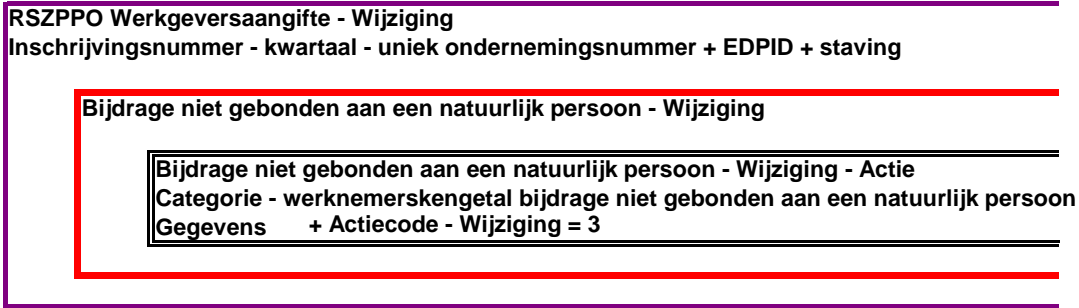 RSZPPO Werkgeversaangifte - Wijziging
Inschrijvingsnummer - kwartaal - uniek ondernemingsnummer + EDPID + staving
Bijdrage niet gebonden aan een natuurlijk persoon - Wijziging
Bijdrage niet gebonden aan een natuurlijk persoon - Wijziging - Actie
Categorie - werknemerskengetal bijdrage niet gebonden aan een natuurlijk persoon
Gegevens + Actiecode - Wijziging = 3